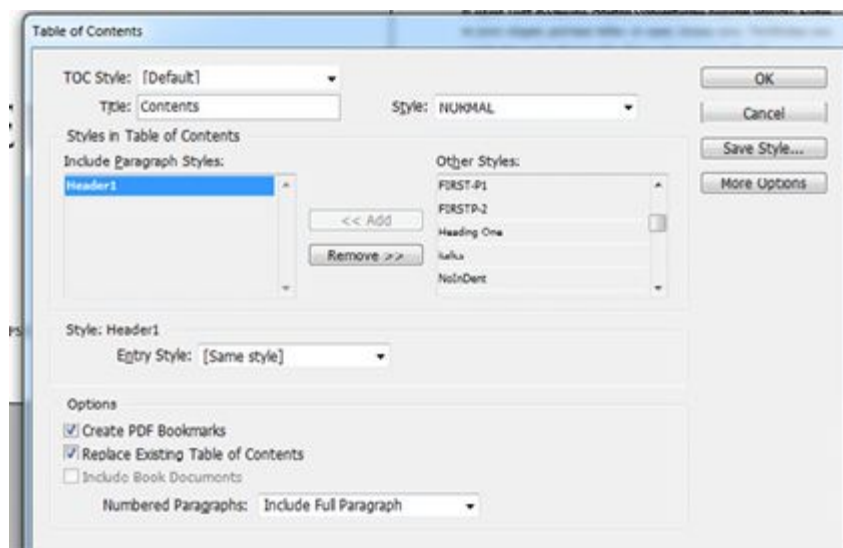 Table of Contents
TOC Style: [Default]
Title: Contents
Style: NORMAL
OK
Cancel
Save Style...
More Options
Styles in Table of Contents
Include Paragraph Styles:
Other Styles:
Header1
<< Add
Remove >>
FIRST-P1
FIRSTP-2
Heading One
kafka
NoInDent
Style: Header1
Entry Style: [Same style]
Options
Create PDF Bookmarks
Replace Existing Table of Contents
Include Book Documents
Numbered Paragraphs: Include Full Paragraph